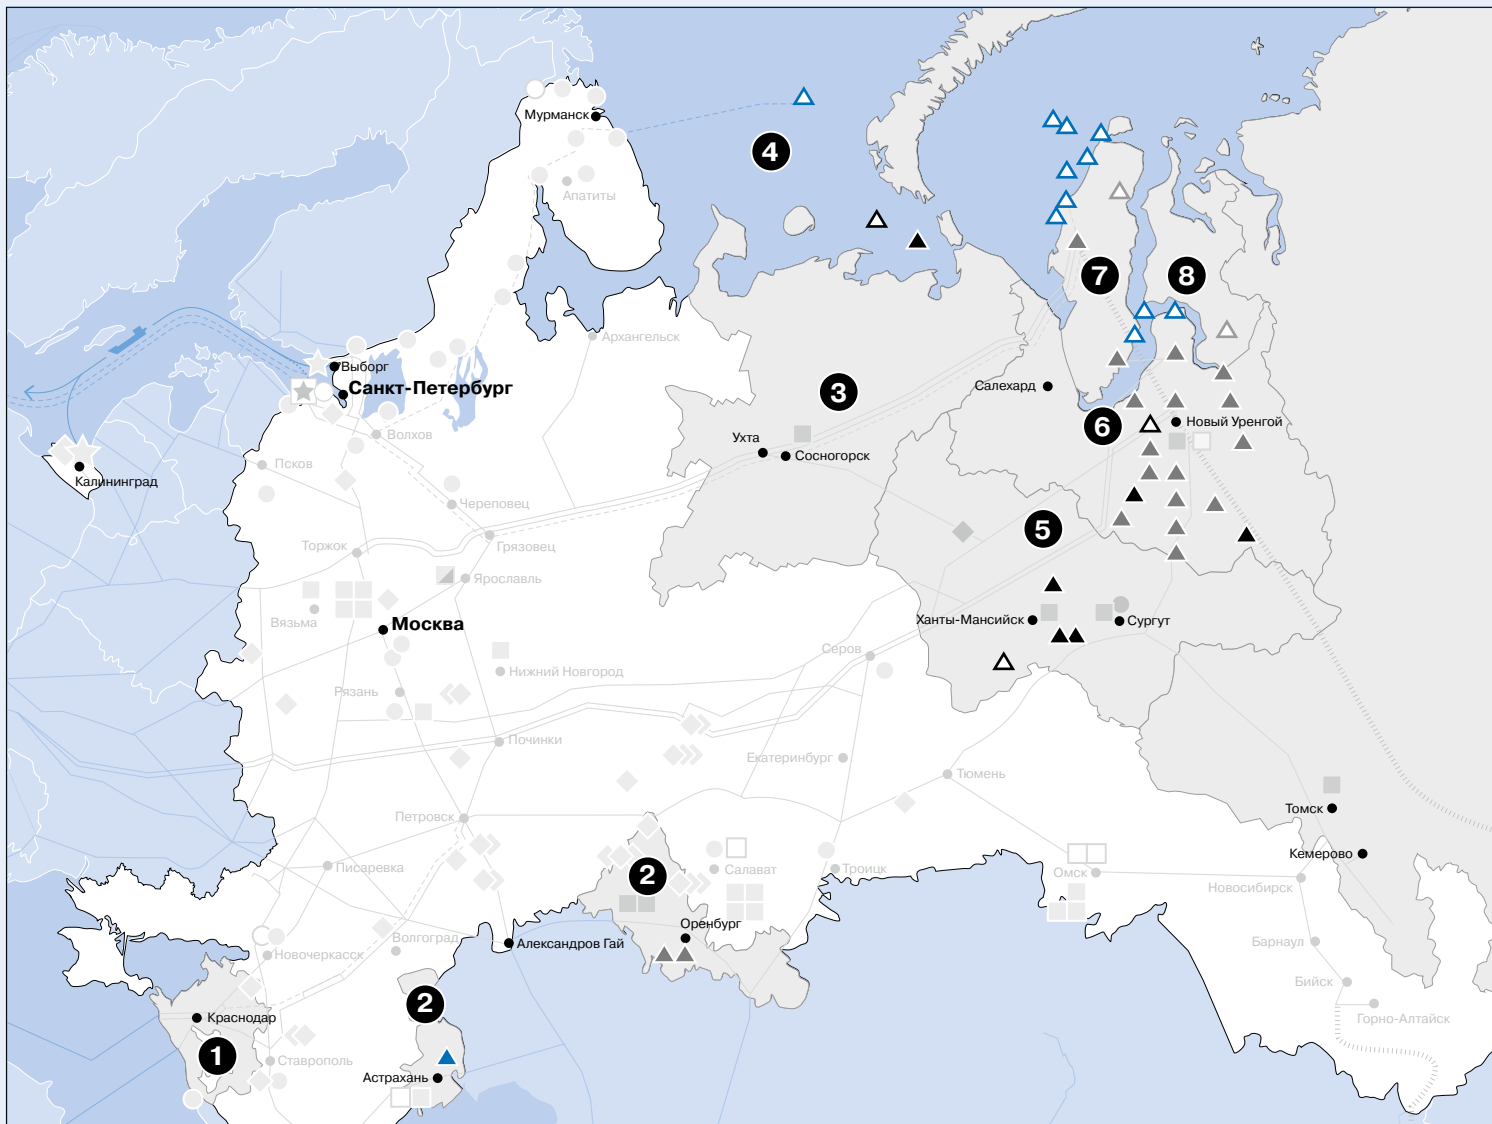 Мурманск
4
Апатиты
7
8
Архангельск
Выборг
Санкт-Петербург
3
Салехард
6
Новый Уренгой
Волхов
Ухта
Сосногорск
Псков
Калининград
Череповец
5
Торжок
Грязовец
Ярославль
Вязьма
Москва
Ханты-Мансийск
Сургут
Серов
Нижний Новгород
Рязань
Починки
Екатеринбург
Тюмень
Томск
Петровск
Кемерово
Писаревка
2
Салават
Троицк
Омск
Новосибирск
Оренбург
Волгоград
Александров Гай
Барнаул
Новочеркасск
Бийск
2
Краснодар
Горно-Алтайск
1
Ставрополь
Астрахань